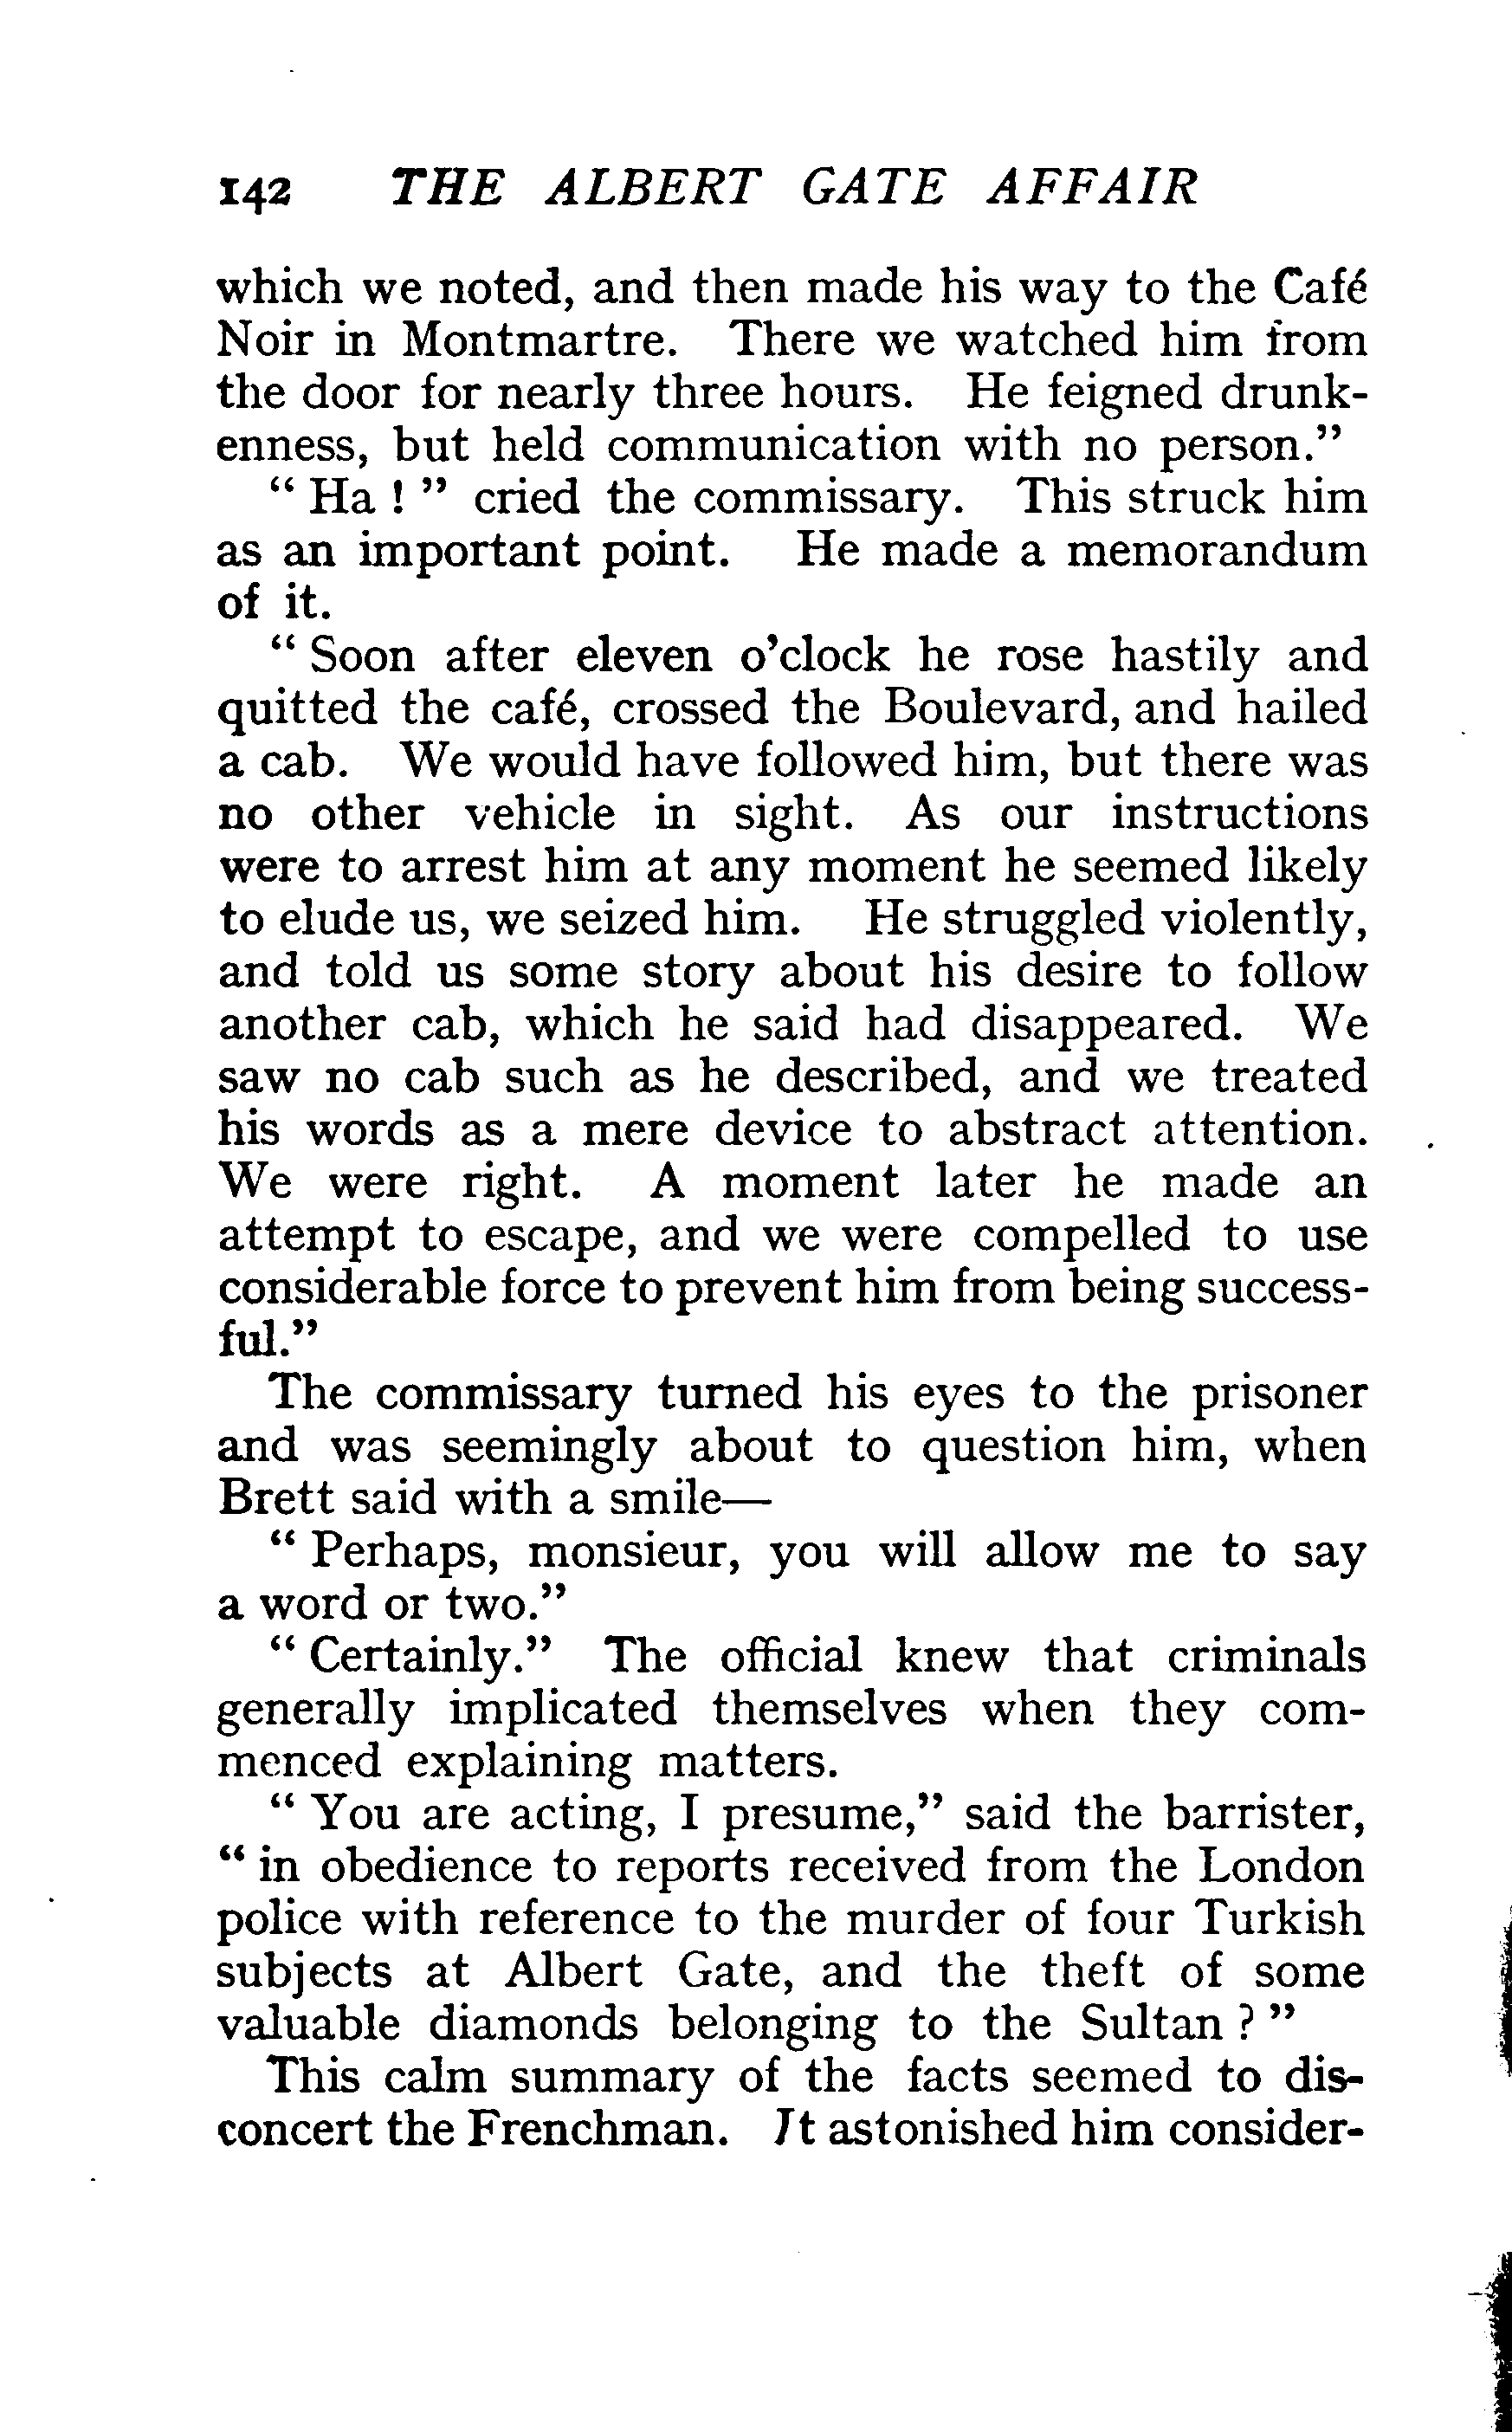 142 THE ALBERT GATE AFFAIR
which we noted, and then made his way to the Café
Noir in Montmartre. There we watched him from
the door for nearly three hours. He feigned drunk-
enness, but held communication with no person."
" Ha ! " cried the commissary. This struck him
as an important point. He made a memorandum
of it.
" Soon after eleven o'clock he rose hastily and
quitted the café, crossed the Boulevard, and hailed
a cab. We would have followed him, but there was
no other vehicle in sight. As our instructions
were to arrest him at any moment he seemed likely
to elude us, we seized him. He struggled violently,
and told us some story about his desire to follow
another cab, which he said had disappeared. We
saw no cab such as he described, and we treated
his words as a mere device to abstract attention.
We were right. A moment later he made an
attempt to escape, and we were compelled to use
considerable force to prevent him from being success-
ful."
The commissary turned his eyes to the prisoner
and was seemingly about to question him, when
Brett said with a smile—
" Perhaps, monsieur, you will allow me to say
a word or two."
" Certainly." The official knew that criminals
generally implicated themselves when they com-
menced explaining matters.
" You are acting, I presume," said the barrister,
" in obedience to reports received from the London
police with reference to the murder of four Turkish
subjects at Albert Gate, and the theft of some
valuable diamonds belonging to the Sultan ? "
This calm summary of the facts seemed to dis-
concert the Frenchman. It astonished him consider-